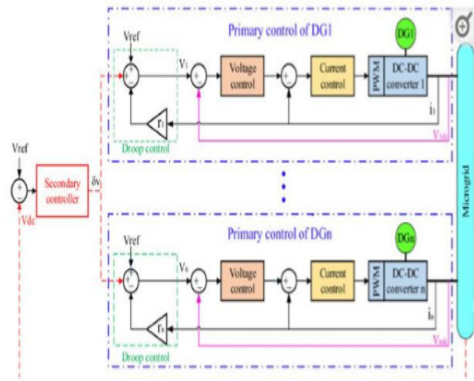 Primary control of DG1
Vref
DG1
V₁
Voltage
control
Current
control
PWM
DC-DC
converter 1
i₁
r₁
V₁dc
Droop control
Microgrid
Vref
Secondary
controller
δv
Vdc
Primary control of DGn
Vref
DGn
Vₙ
Voltage
control
Current
control
PWM
DC-DC
converter n
iₙ
rₙ
Vₙdc
Droop control